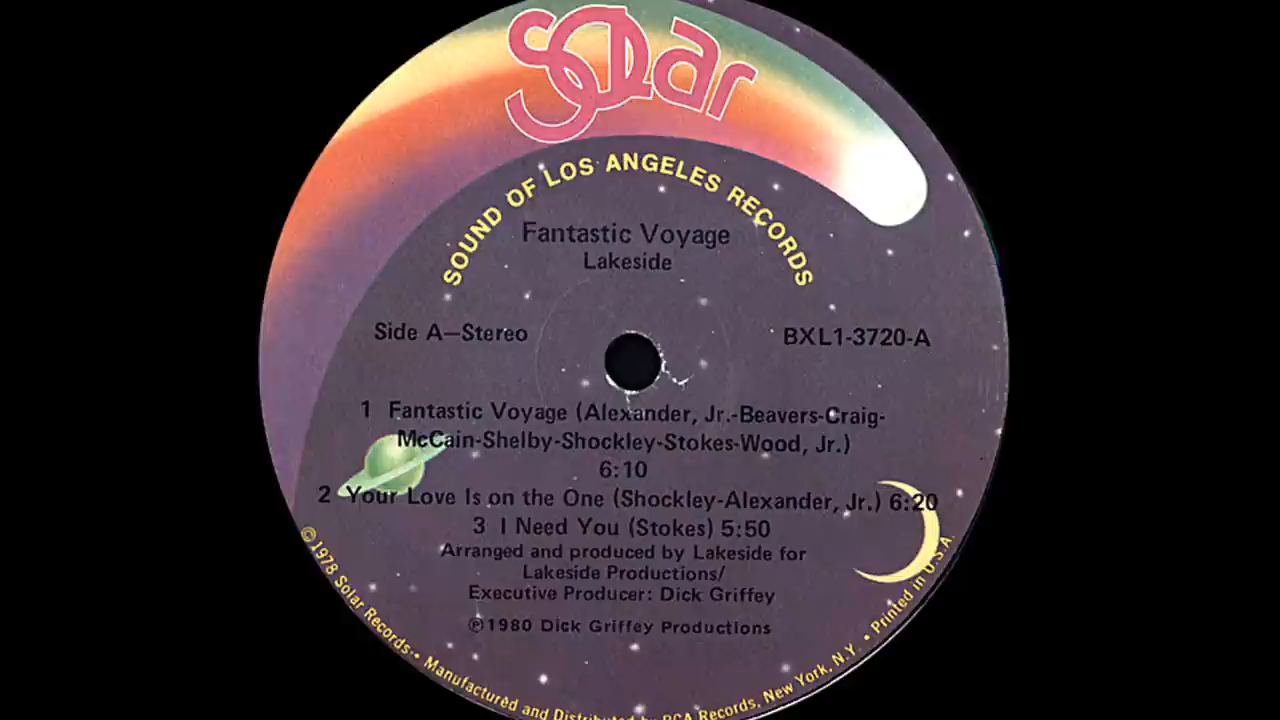 Solar
SOUND OF LOS ANGELES RECORDS
Fantastic Voyage
Lakeside
Side A—Stereo
BXL1-3720-A
1 Fantastic Voyage (Alexander, Jr.-Beavers-Craig-
McCain-Shelby-Shockley-Stokes-Wood, Jr.)
6:10
2 Your Love Is on the One (Shockley-Alexander, Jr.) 6:20
3 I Need You (Stokes) 5:50
Arranged and produced by Lakeside for
Lakeside Productions/
Executive Producer: Dick Griffey
℗1980 Dick Griffey Productions
©1978 Solar Records • Manufactured and Distributed by RCA Records, New York, N.Y. • Printed in U.S.A.